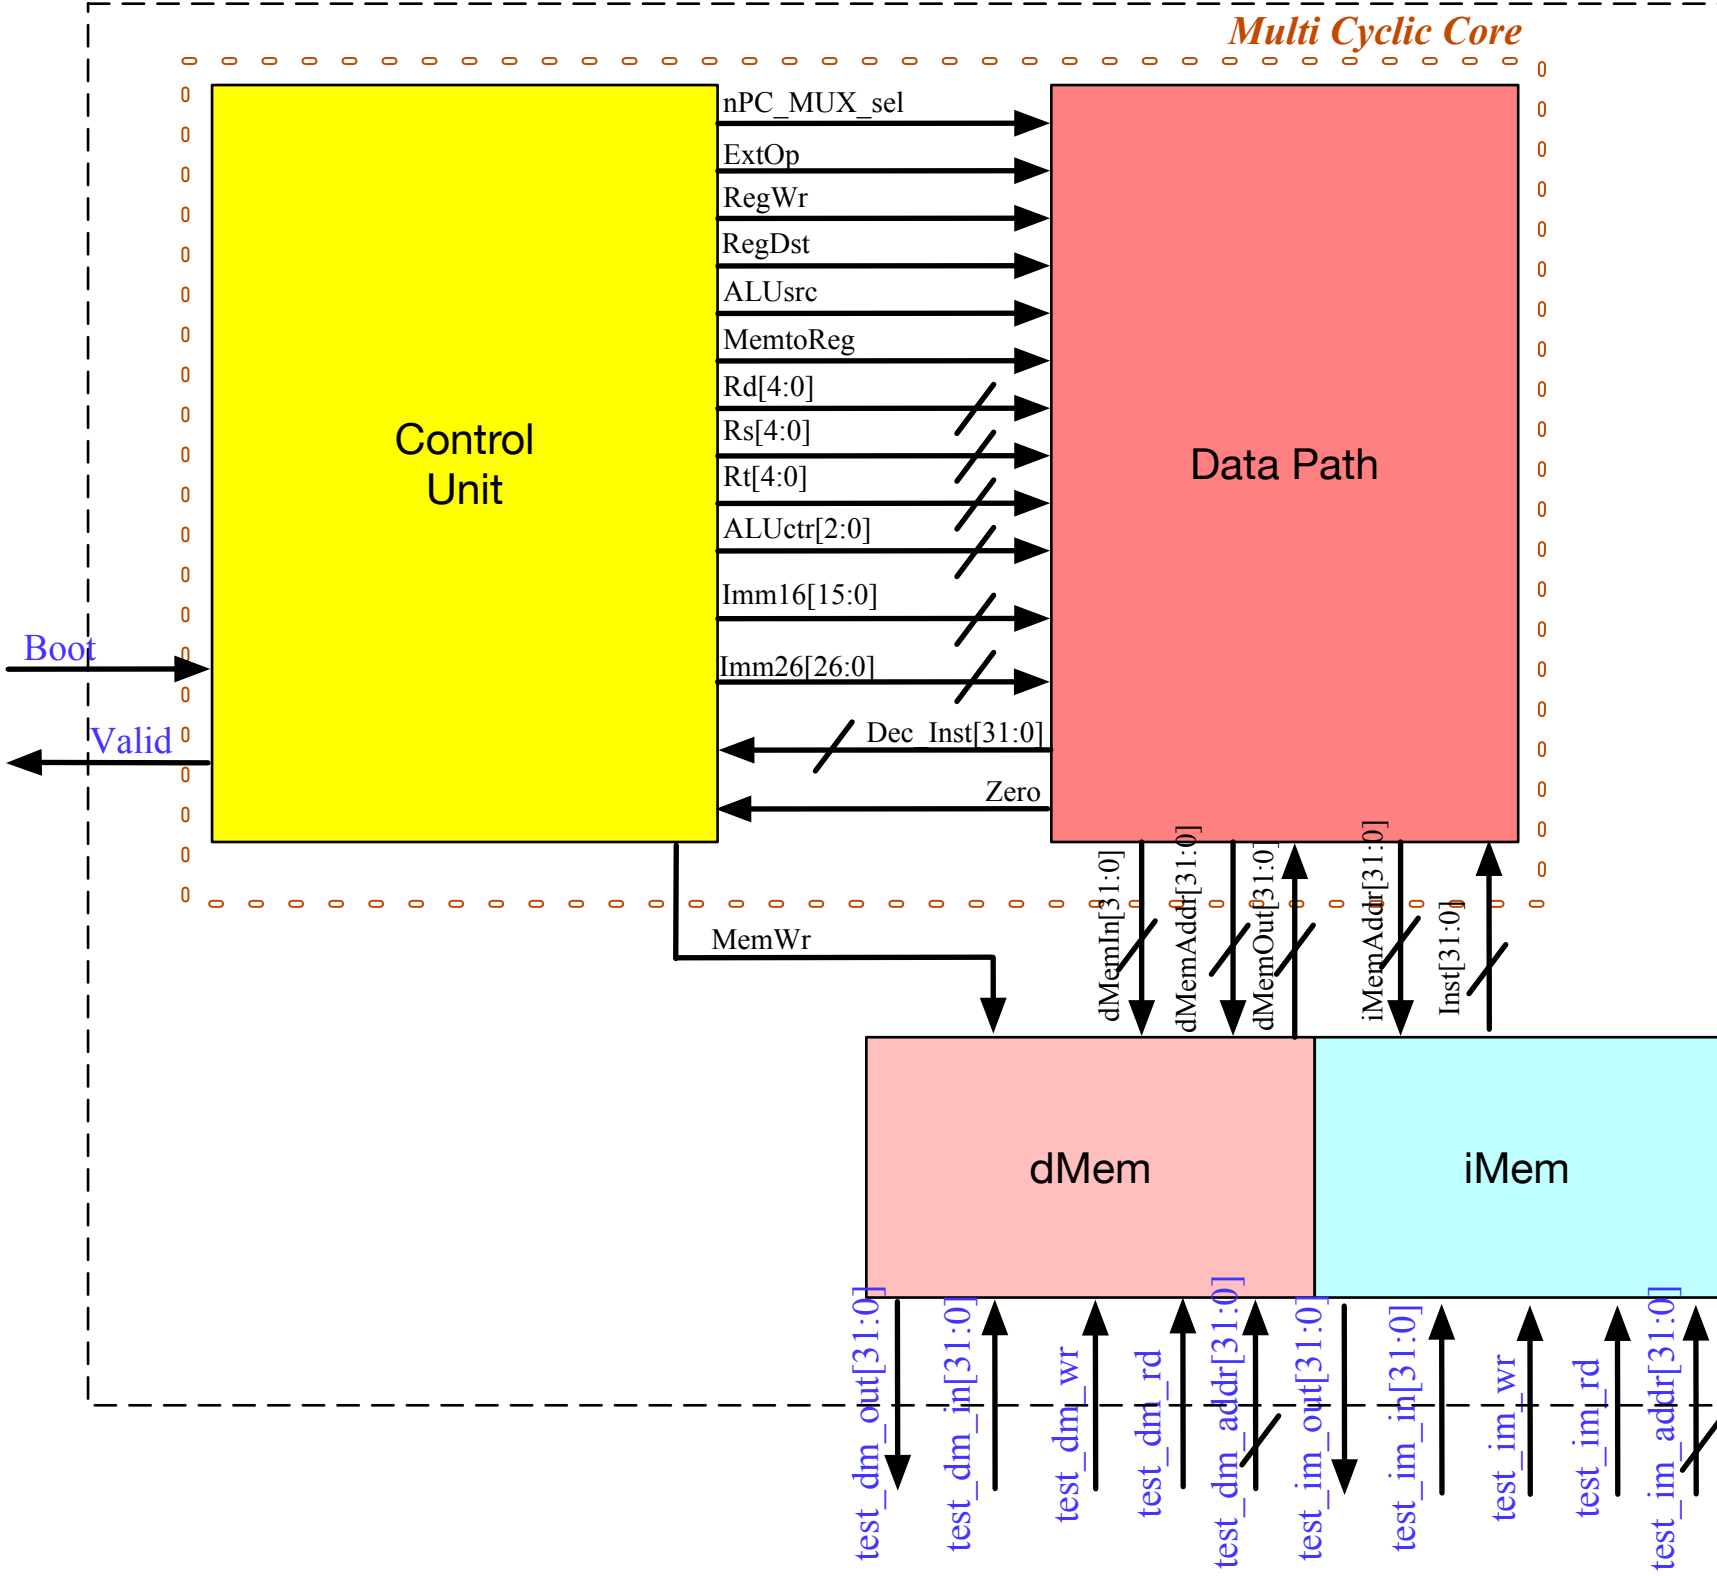 Multi Cyclic Core
nPC_MUX_sel
ExtOp
RegWr
RegDst
ALUsrc
MemtoReg
Rd[4:0]
Rs[4:0]
Rt[4:0]
ALUctr[2:0]
Imm16[15:0]
Imm26[26:0]
Dec_Inst[31:0]
Zero
Control
Unit
Data Path
Boot
Valid
MemWr
dMemIn[31:0]
dMemAddr[31:0]
dMemOut[31:0]
iMemAddr[31:0]
Inst[31:0]
dMem
iMem
test_dm_out[31:0]
test_dm_in[31:0]
test_dm_wr
test_dm_rd
test_dm_addr[31:0]
test_im_out[31:0]
test_im_in[31:0]
test_im_wr
test_im_rd
test_im_addr[31:0]